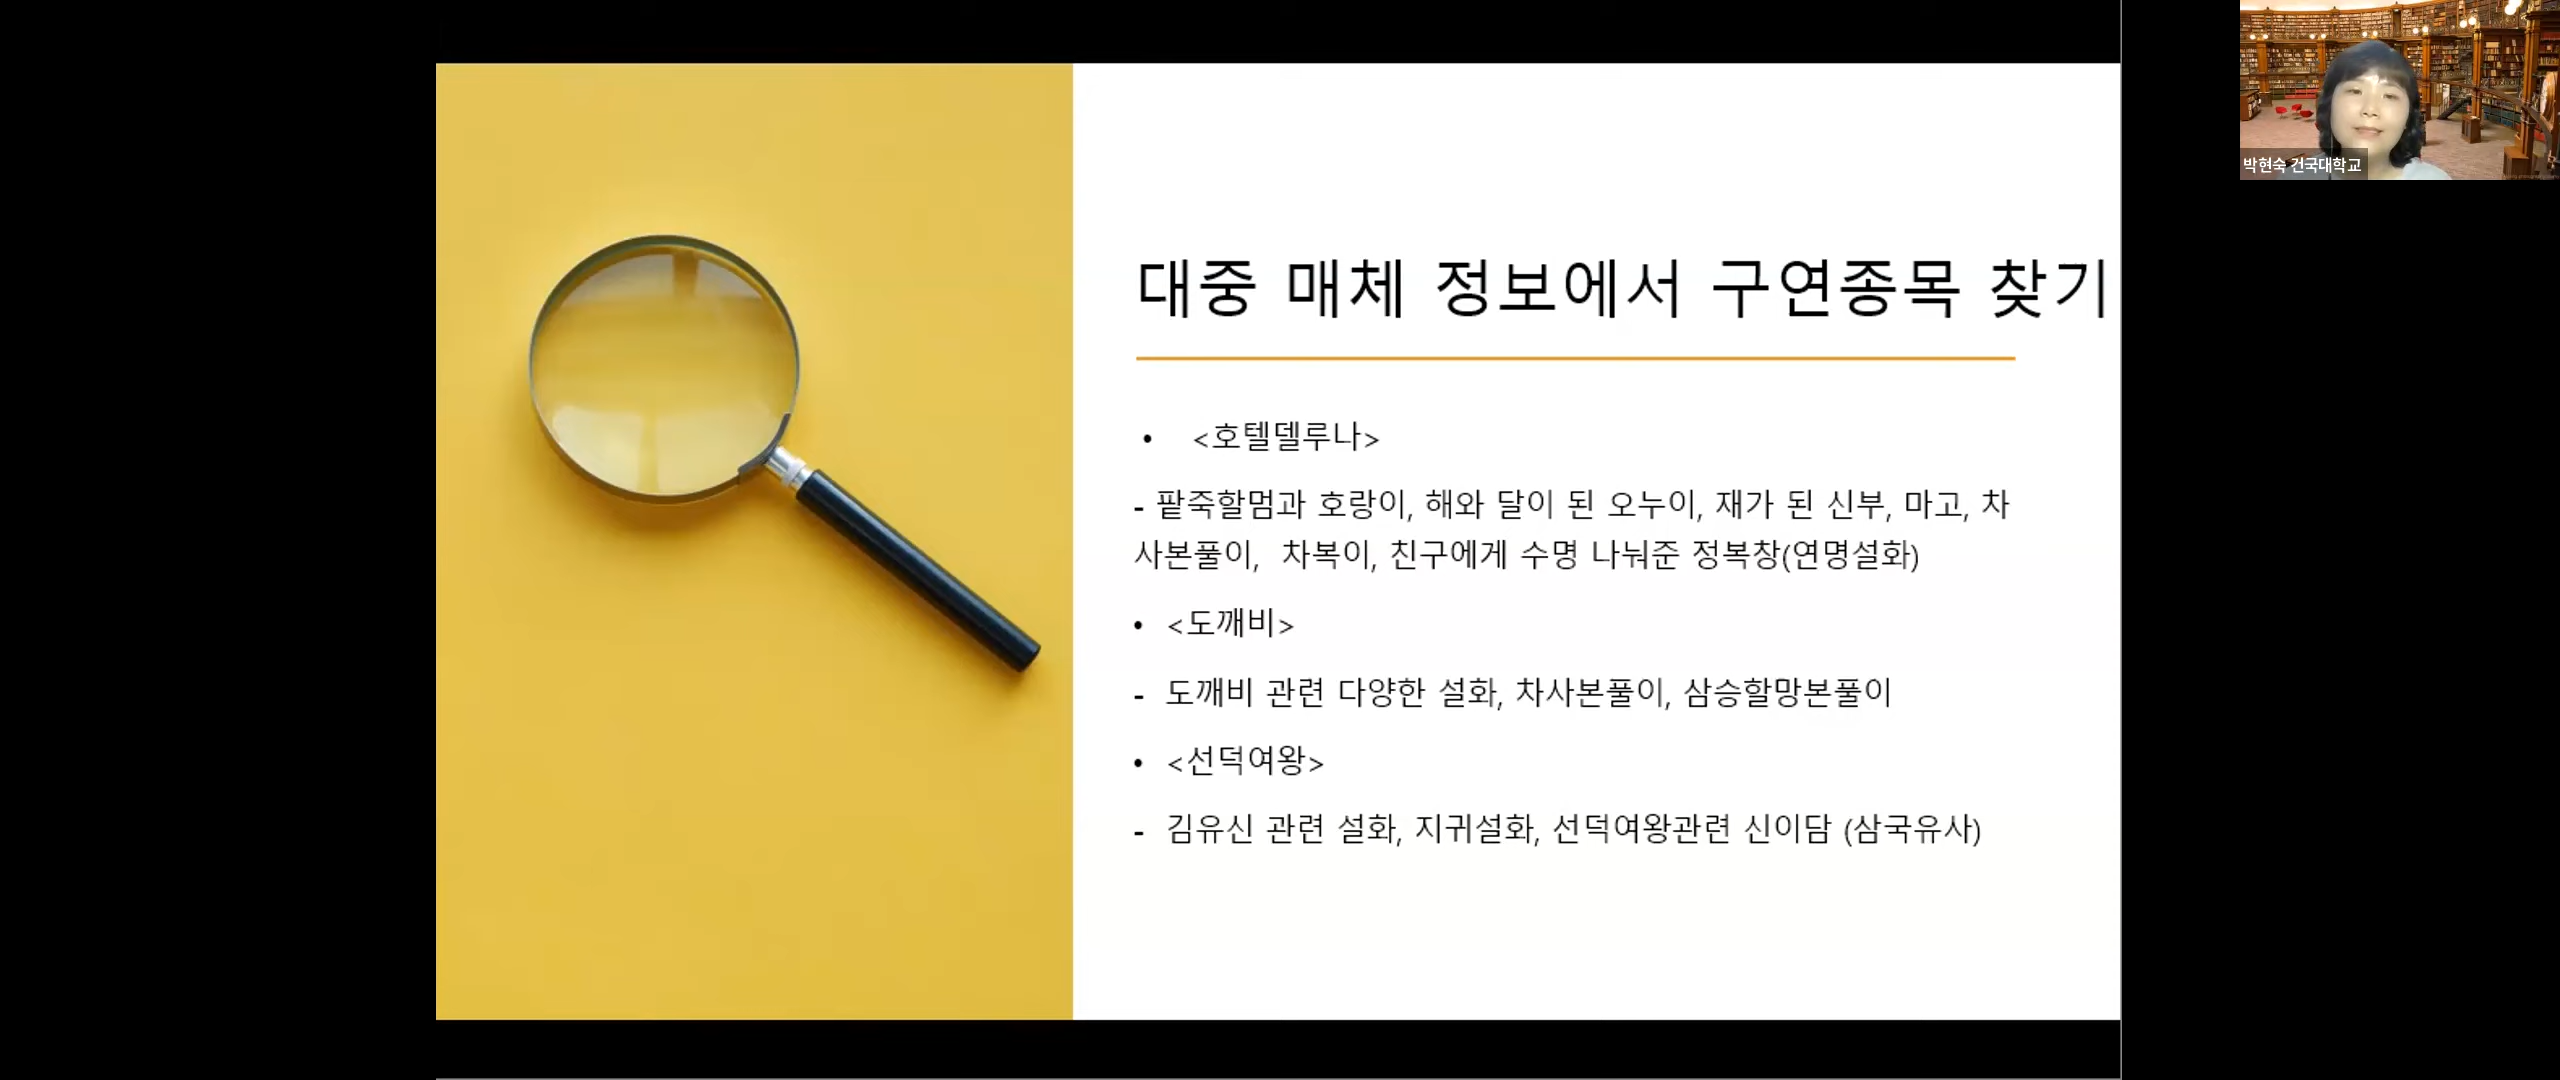 대중 매체 정보에서 구연종목 찾기
• <호텔델루나>
- 팥죽할멈과 호랑이, 해와 달이 된 오누이, 재가 된 신부, 마고, 차
사본풀이, 차복이, 친구에게 수명 나눠준 정복창(연명설화)
• <도깨비>
- 도깨비 관련 다양한 설화, 차사본풀이, 삼승할망본풀이
• <선덕여왕>
- 김유신 관련 설화, 지귀설화, 선덕여왕관련 신이담 (삼국유사)
박현숙 건국대학교